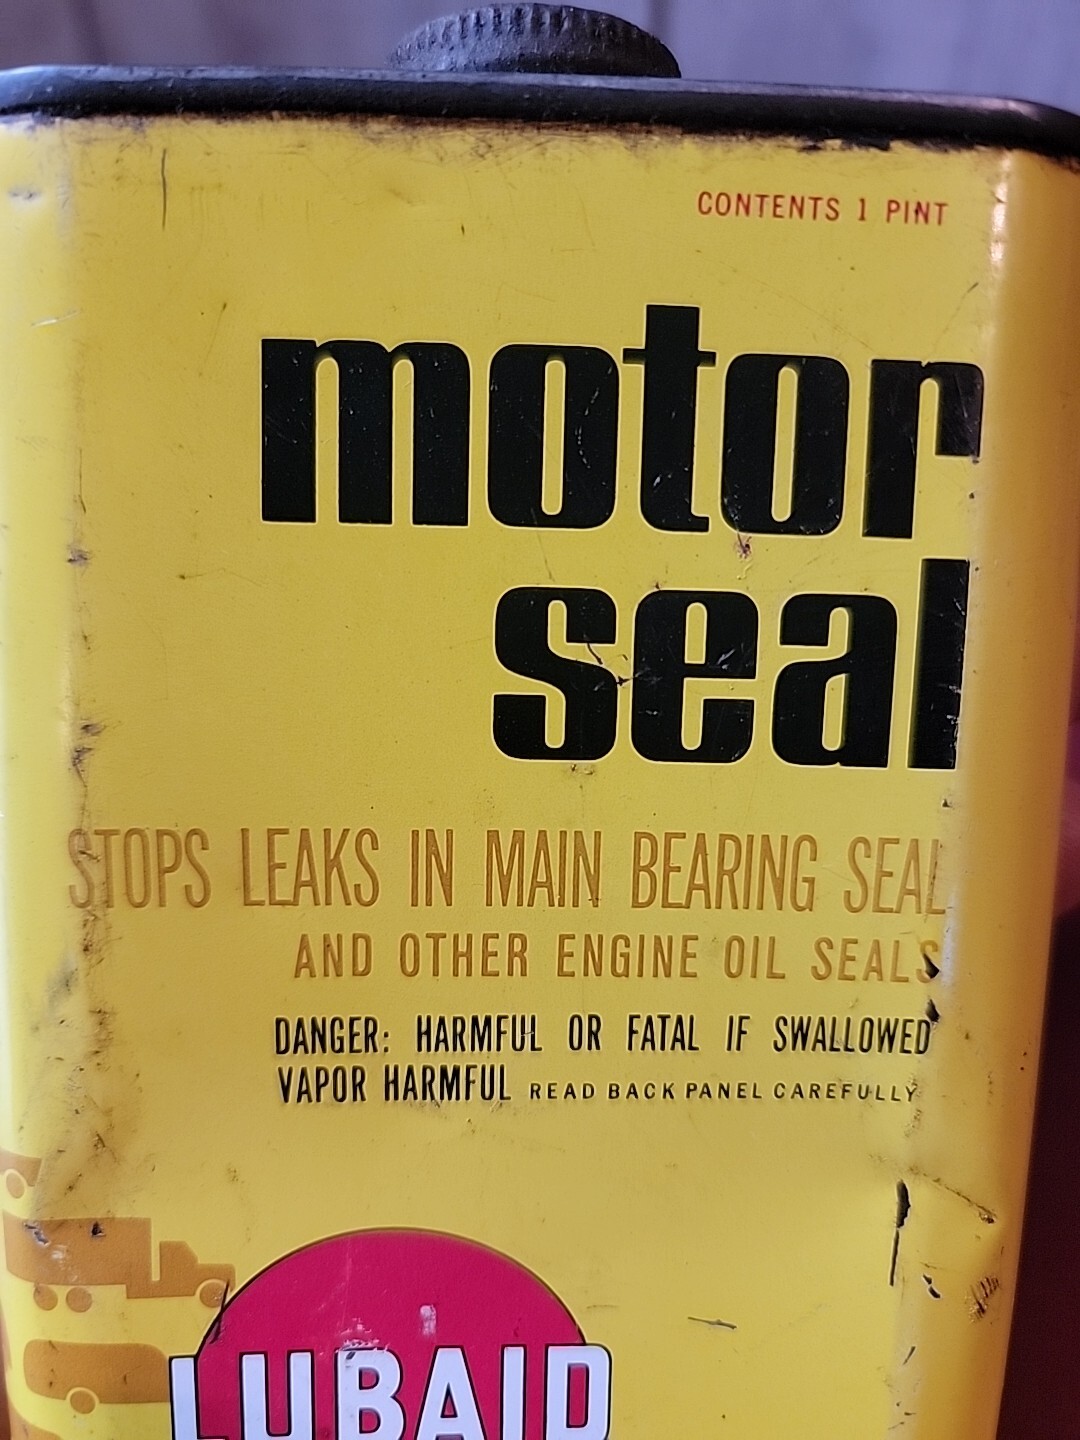 CONTENTS 1 PINT
motor
seal
STOPS LEAKS IN MAIN BEARING SEAL
AND OTHER ENGINE OIL SEALS
DANGER: HARMFUL OR FATAL IF SWALLOWED
VAPOR HARMFUL READ BACK PANEL CAREFULLY
LUBAID